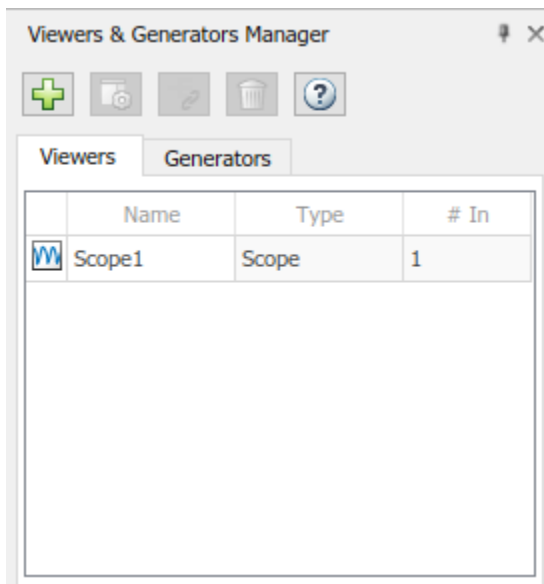 Viewers & Generators Manager
?
Viewers Generators
Name Type # In
Scope1 Scope 1